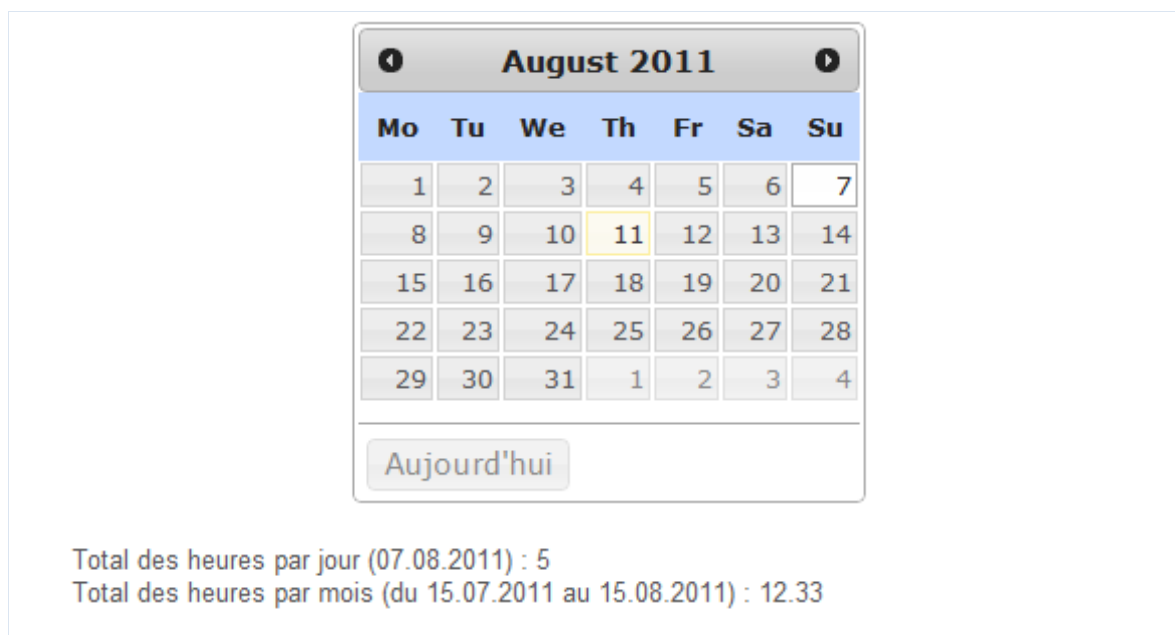 August 2011
Mo Tu We Th Fr Sa Su
1 2 3 4 5 6 7
8 9 10 11 12 13 14
15 16 17 18 19 20 21
22 23 24 25 26 27 28
29 30 31 1 2 3 4
Aujourd'hui
Total des heures par jour (07.08.2011) : 5
Total des heures par mois (du 15.07.2011 au 15.08.2011) : 12.33